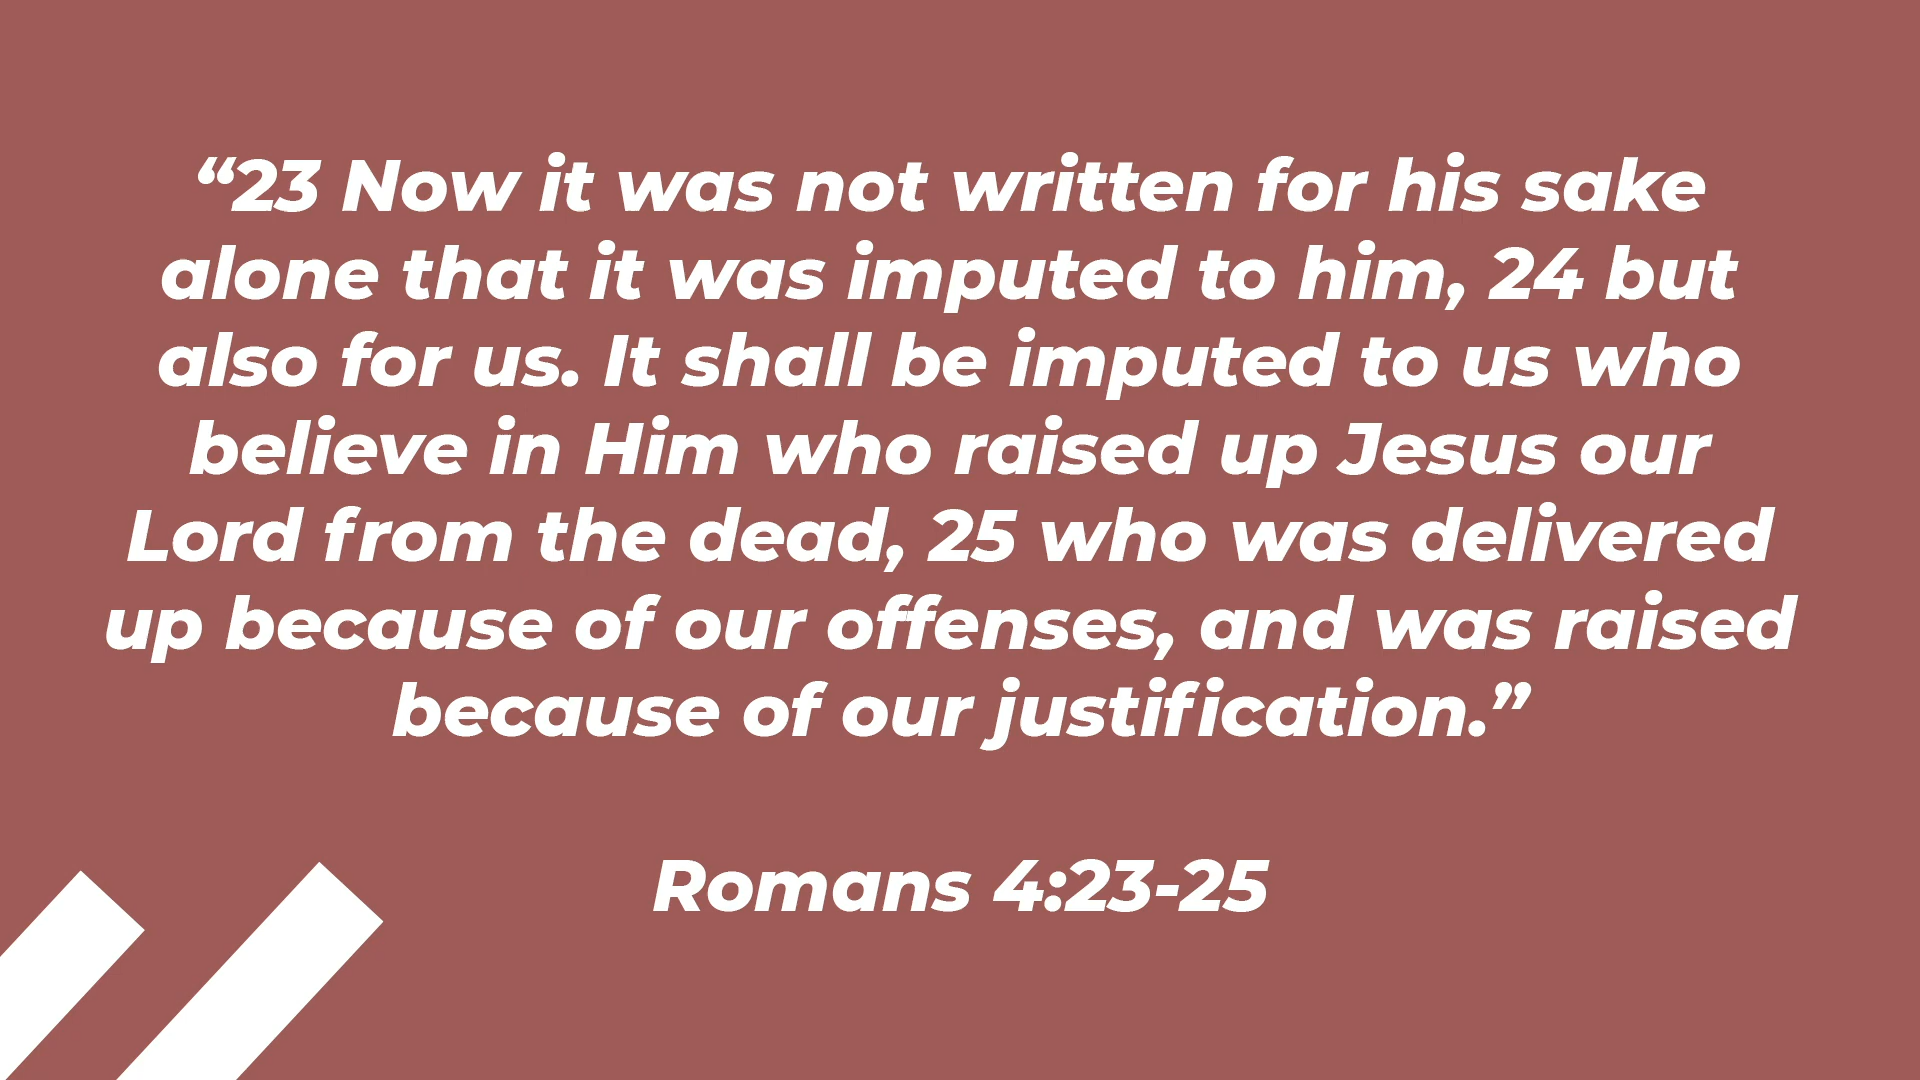 “23 Now it was not written for his sake
alone that it was imputed to him, 24 but
also for us. It shall be imputed to us who
believe in Him who raised up Jesus our
Lord from the dead, 25 who was delivered
up because of our offenses, and was raised
because of our justification.”
Romans 4:23-25